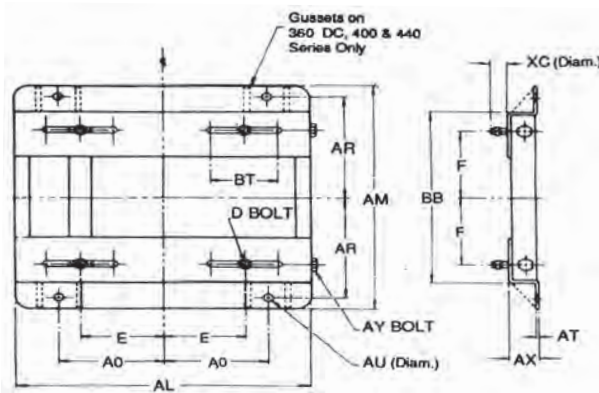 Gussets on
360 DC, 400 & 440
Series Only
XC (Diam.)
AR
F
BT
AM
BB
D BOLT
AR
F
E
E
AY BOLT
AT
A0
A0
AU (Diam.)
AX
AL